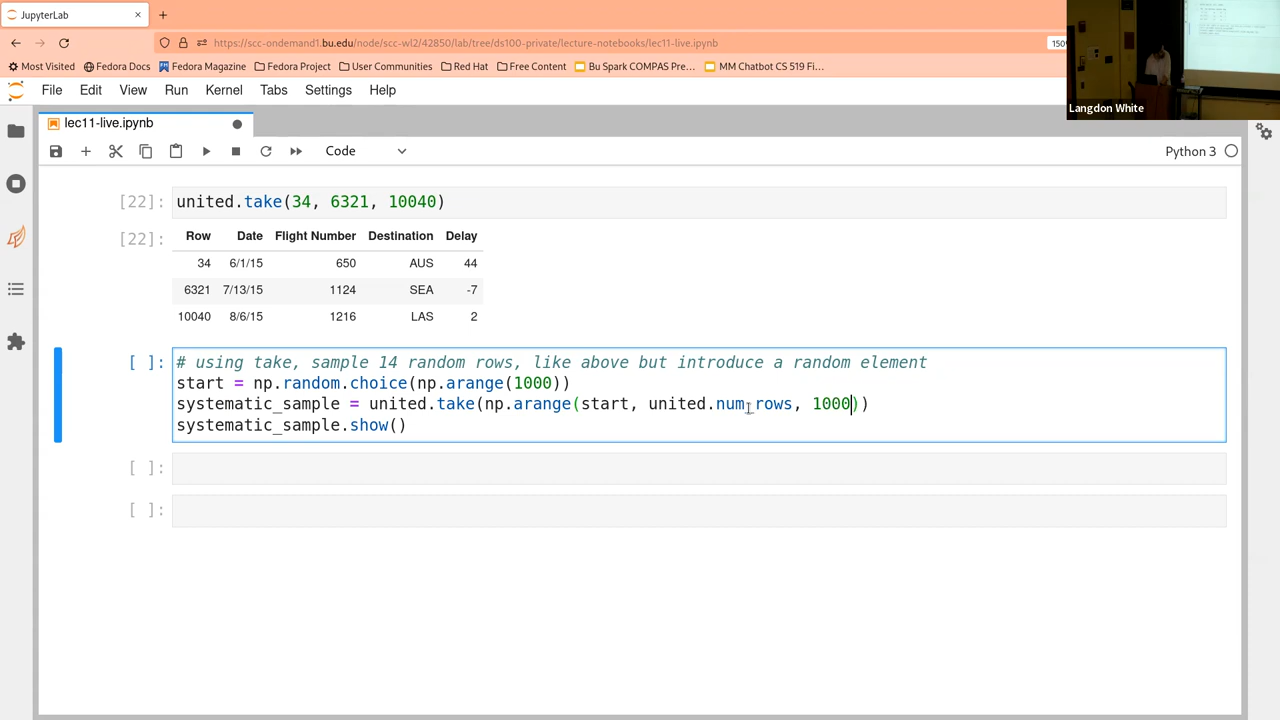 JupyterLab
https://scc-ondemand1.bu.edu/node/scc-wl2/42850/lab/tree/ds100-private/lecture-notebooks/lec11-live.ipynb
150
Most Visited Fedora Docs Fedora Magazine Fedora Project User Communities Red Hat Free Content Bu Spark COMPAS Pre… MM Chatbot CS 519 Fi…
Langdon White
File Edit View Run Kernel Tabs Settings Help
lec11-live.ipynb
Code
Python 3
[22]: united.take(34, 6321, 10040)
[22]: Row Date Flight Number Destination Delay
34 6/1/15 650 AUS 44
6321 7/13/15 1124 SEA -7
10040 8/6/15 1216 LAS 2
[ ]: # using take, sample 14 random rows, like above but introduce a random element
start = np.random.choice(np.arange(1000))
systematic_sample = united.take(np.arange(start, united.num_rows, 1000))
systematic_sample.show()
[ ]:
[ ]: